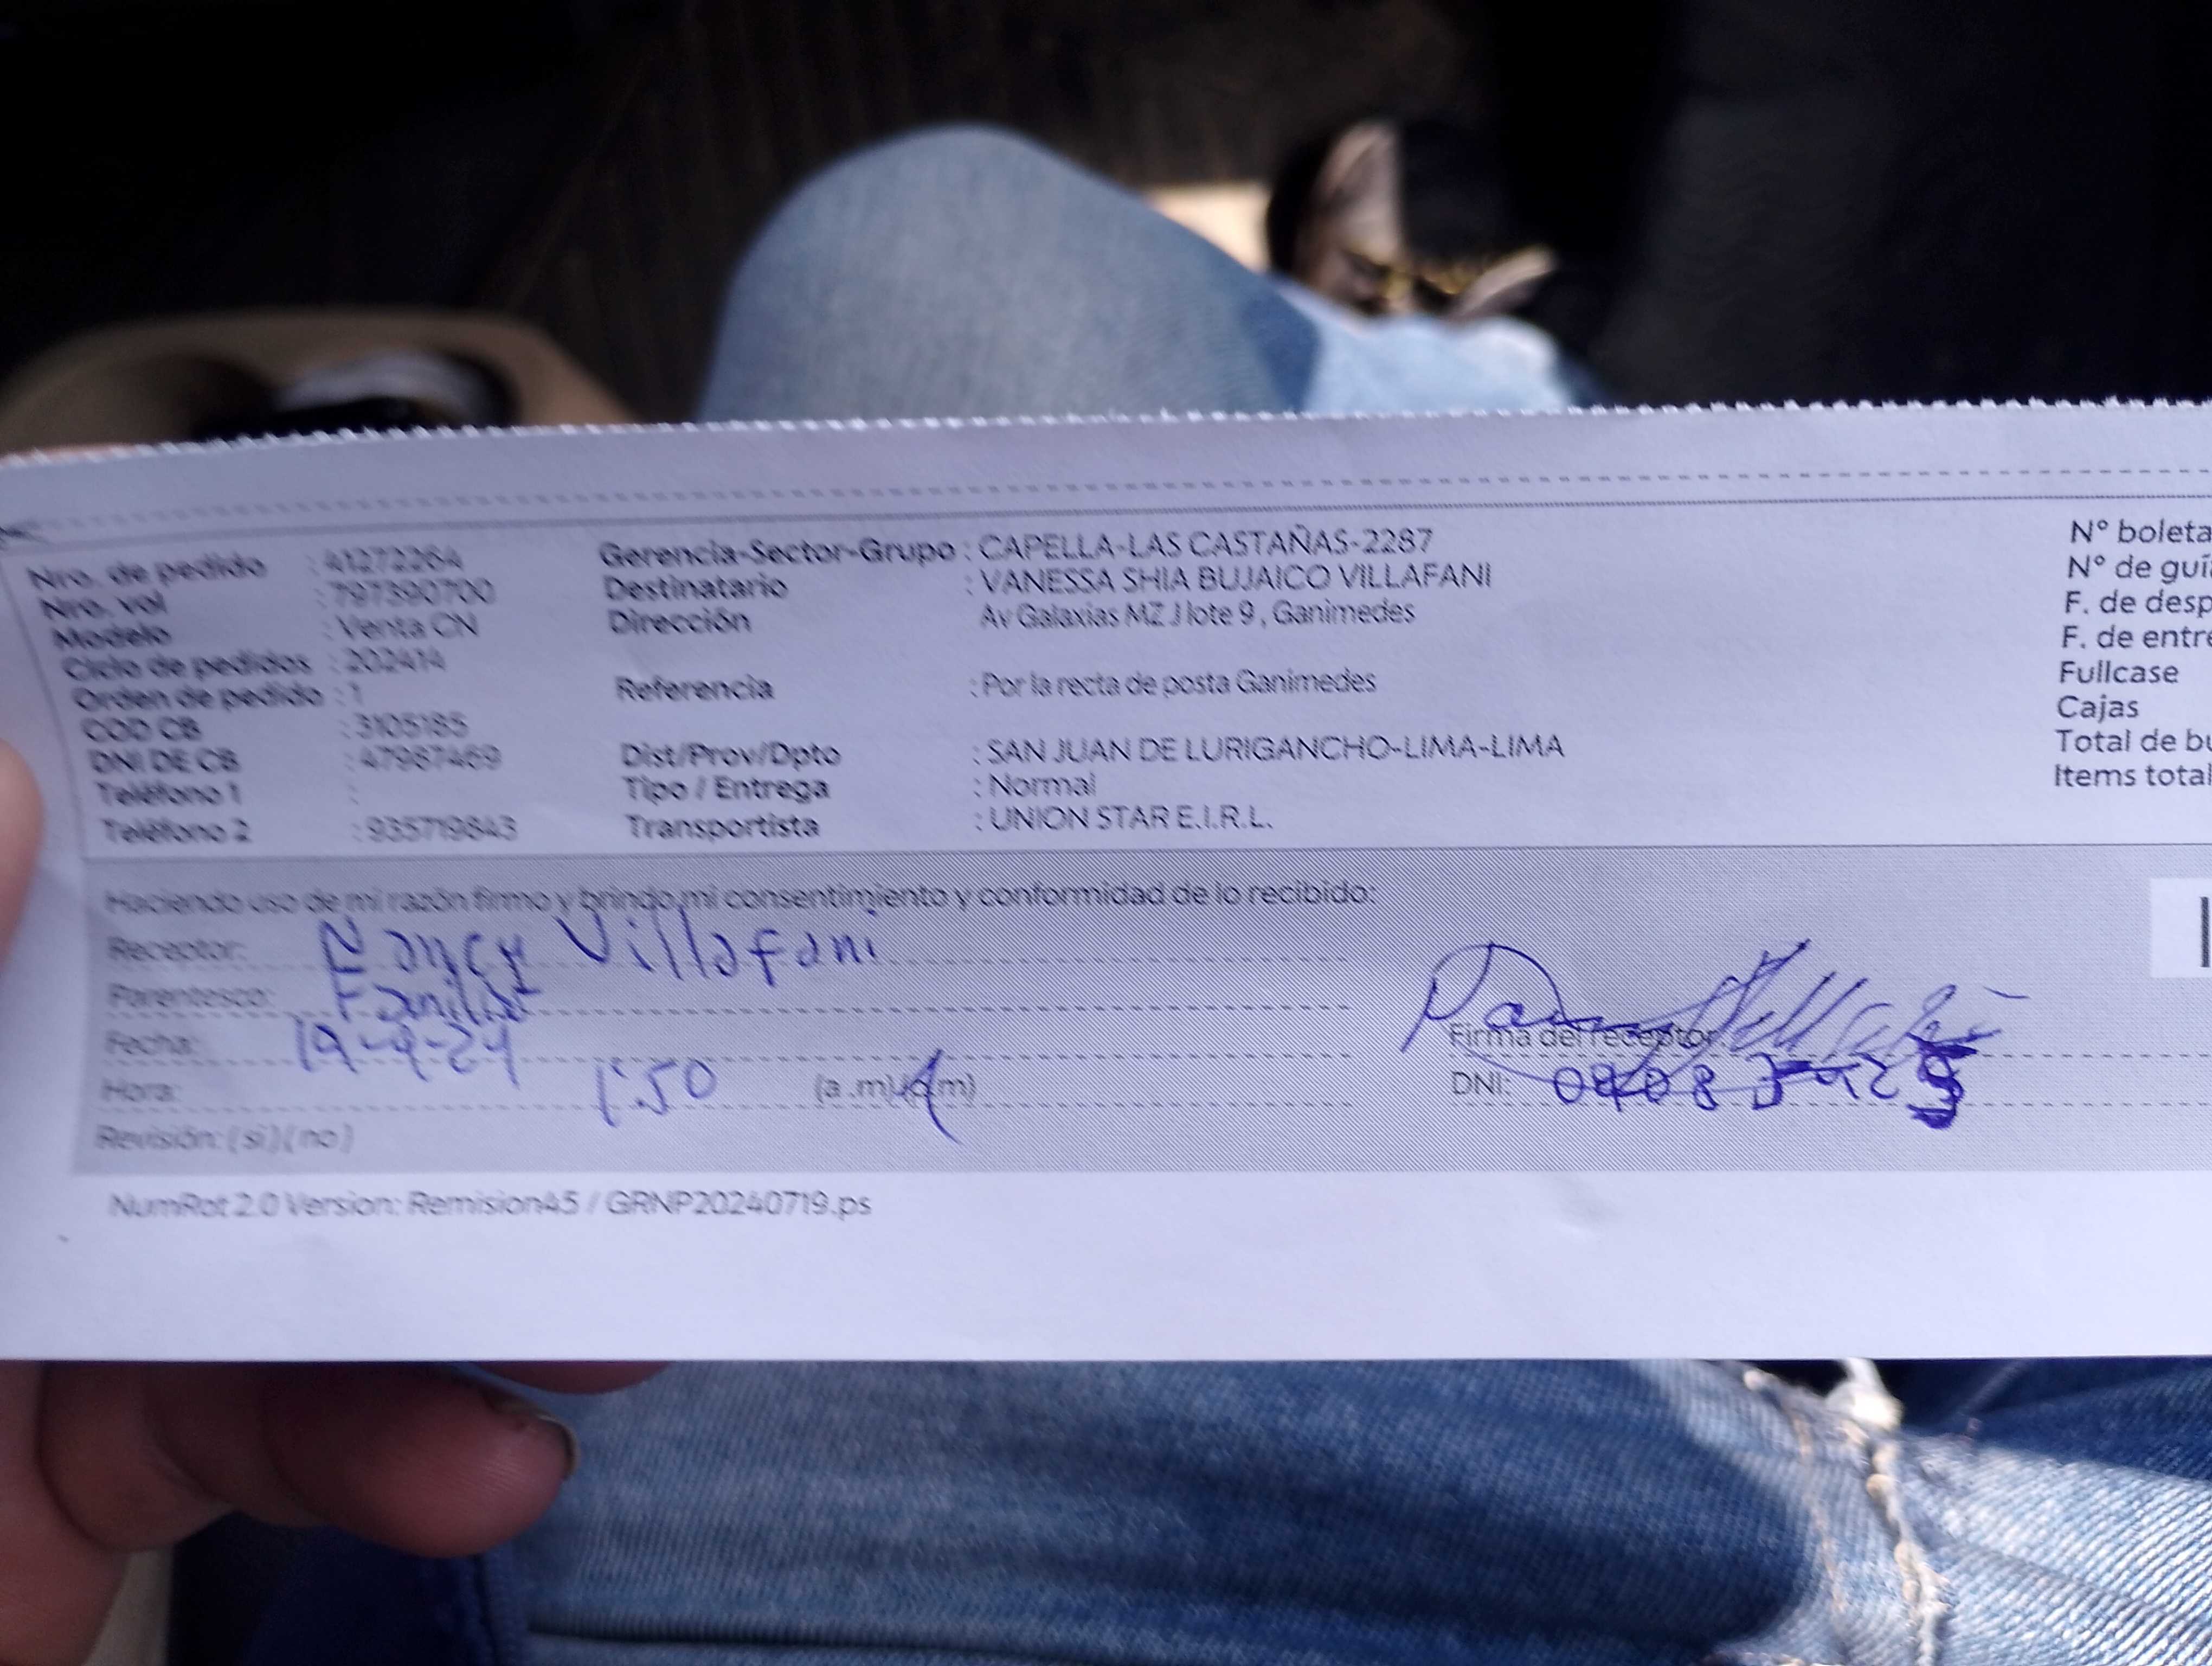 Nro. de pedido : 41272264
Nro. vol : 797390700
Modelo : Venta CN
Ciclo de pedidos : 202414
Orden de pedido : 1
COD CB : 3105185
DNI DE CB : 47967469
Teléfono 1 :
Teléfono 2 : 935719843
Gerencia-Sector-Grupo : CAPELLA-LAS CASTAÑAS-2287
Destinatario : VANESSA SHIA BUJAICO VILLAFANI
Dirección Av Galaxias MZ J lote 9 , Ganimedes
Referencia : Por la recta de posta Ganimedes
Dist/Prov/Dpto : SAN JUAN DE LURIGANCHO-LIMA-LIMA
Tipo / Entrega : Normal
Transportista : UNION STAR E.I.R.L.
N° boleta
N° de guí
F. de desp
F. de entre
Fullcase
Cajas
Total de bu
Items total
Haciendo uso de mi razón firmo y brindo mi consentimiento y conformidad de lo recibido:
Receptor: Nancy Villafani
Parentesco: Familiar
Fecha: 19-9-24
Hora: 1:50 (a.m)/(p.m)
Revisión: (si) (no)
Firma del receptor
DNI:
NumRot 2.0 Version: Remision45 / GRNP20240719.ps